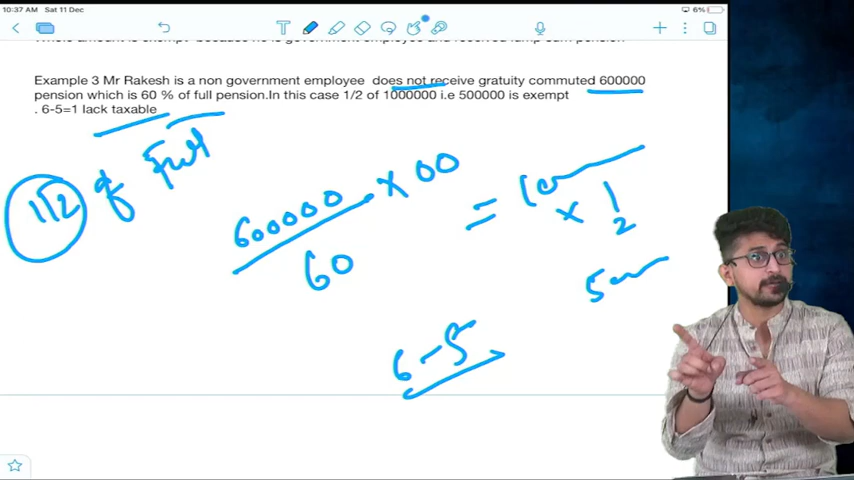 10:37 AM Sat 11 Dec
6%
T
Example 3 Mr Rakesh is a non government employee does not receive gratuity commuted 600000
pension which is 60 % of full pension.In this case 1/2 of 1000000 i.e 500000 is exempt
. 6-5=1 lack taxable
1/2 of Full
600000 × 00
60
=
× 1
2
6-5